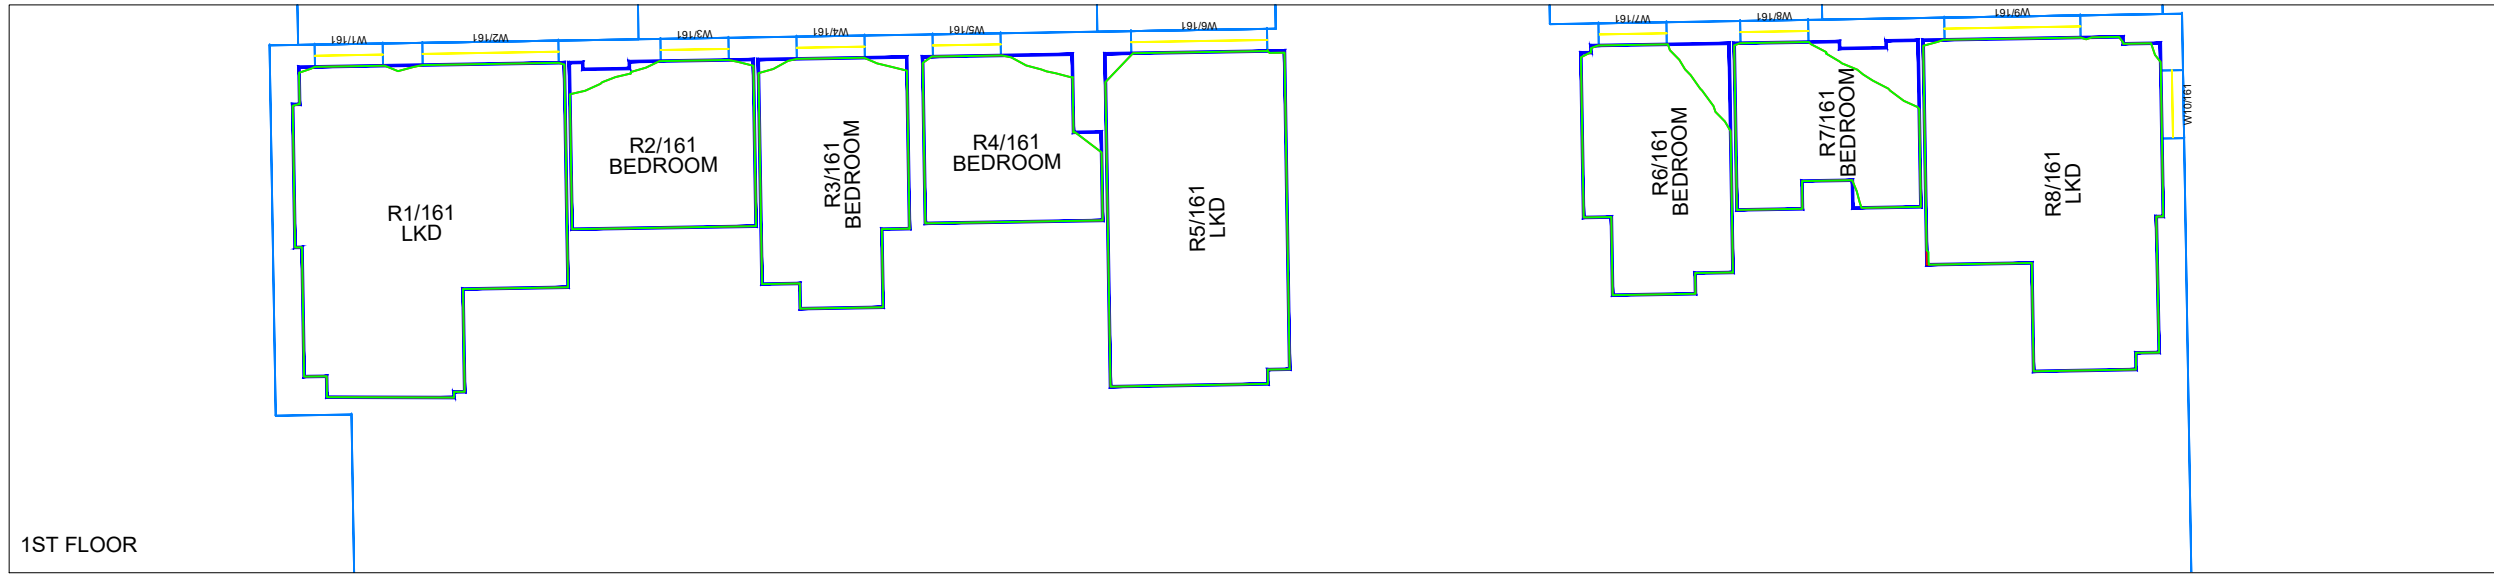 W1/161
W2/161
W3/161
W4/161
W5/161
W6/161
W7/161
W8/161
W9/161
W10/161
R1/161
LKD
R2/161
BEDROOM
R3/161
BEDROOM
R4/161
BEDROOM
R5/161
LKD
R6/161
BEDROOM
R7/161
BEDROOM
R8/161
LKD
1ST FLOOR